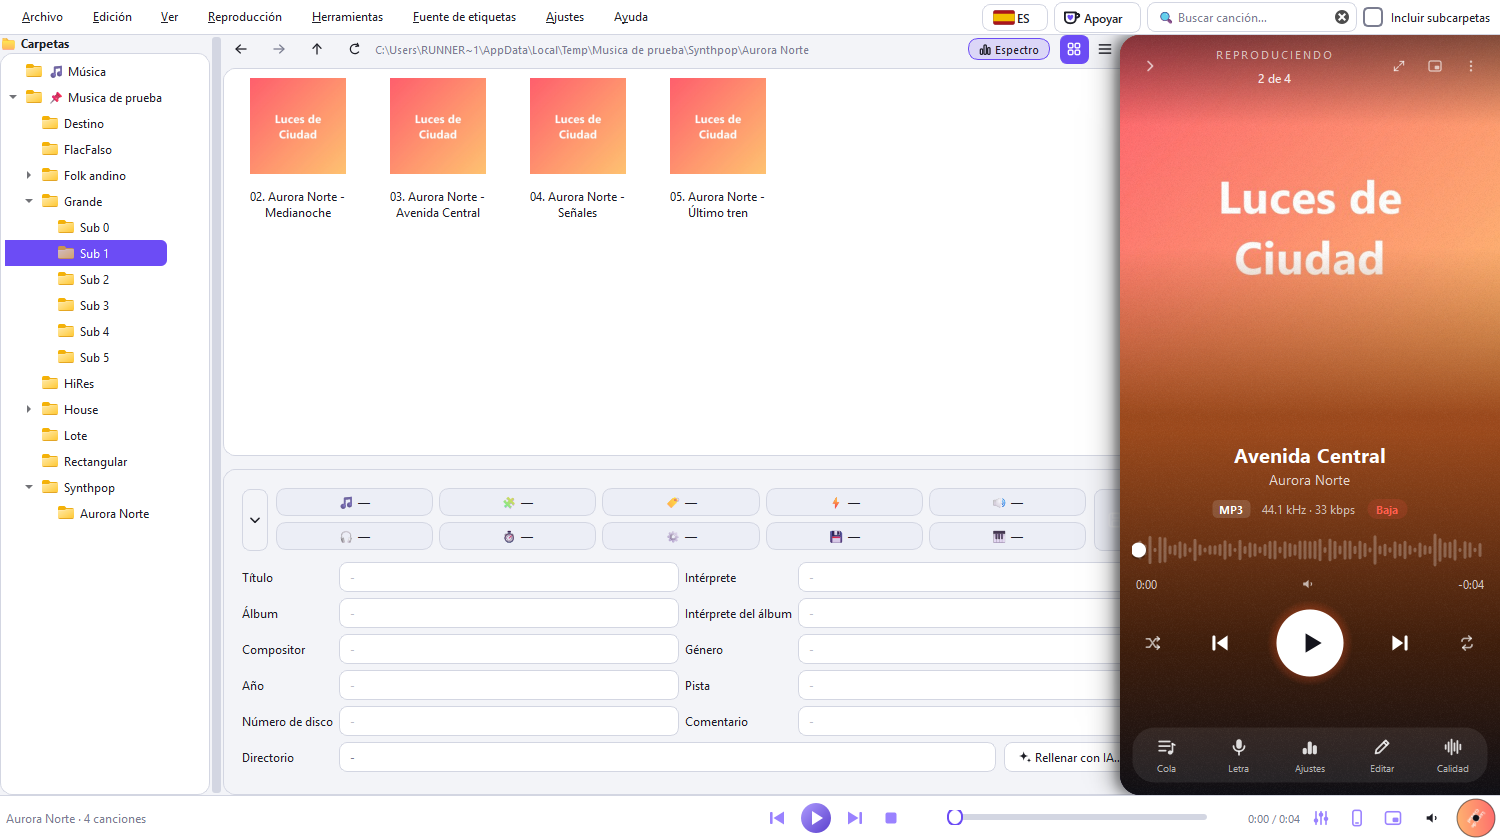 Archivo Edición Ver Reproducción Herramientas Fuente de etiquetas Ajustes Ayuda ES Apoyar Buscar canción... Incluir subcarpetas
Carpetas
C:\Users\RUNNER~1\AppData\Local\Temp\Musica de prueba\Synthpop\Aurora Norte
Espectro
Música
Musica de prueba
Destino
FlacFalso
Folk andino
Grande
Sub 0
Sub 1
Sub 2
Sub 3
Sub 4
Sub 5
HiRes
House
Lote
Rectangular
Synthpop
Aurora Norte
Luces de
Ciudad
02. Aurora Norte -
Medianoche
Luces de
Ciudad
03. Aurora Norte -
Avenida Central
Luces de
Ciudad
04. Aurora Norte -
Señales
Luces de
Ciudad
05. Aurora Norte -
Último tren
— — — — —
— — — — —
Título - Intérprete -
Álbum - Intérprete del álbum -
Compositor - Género -
Año - Pista -
Número de disco - Comentario -
Directorio - Rellenar con IA...
REPRODUCIENDO
2 de 4
Luces de
Ciudad
Avenida Central
Aurora Norte
MP3 44.1 kHz · 33 kbps Baja
0:00 -0:04
Cola Letra Ajustes Editar Calidad
Aurora Norte · 4 canciones 0:00 / 0:04